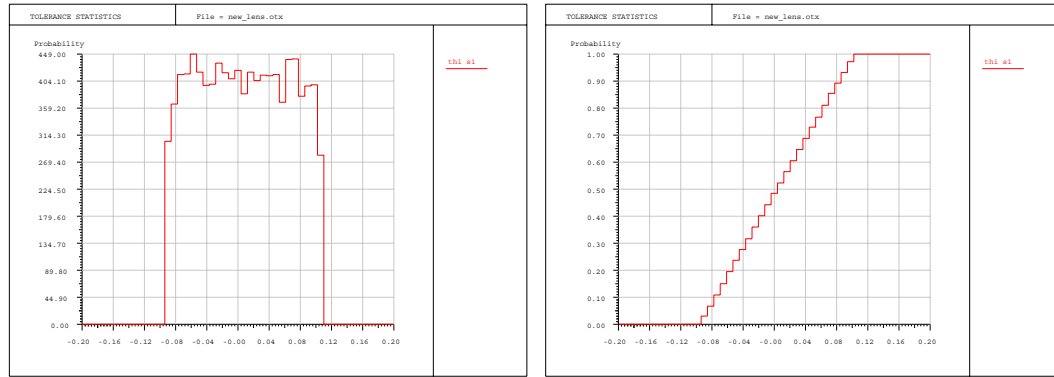 TOLERANCE STATISTICS File = new_lens.otx
Probability
449.00
404.10
359.20
314.30
269.40
224.50
179.60
134.70
89.80
44.90
0.00
-0.20 -0.16 -0.12 -0.08 -0.04 -0.00 0.04 0.08 0.12 0.16 0.20
thi s1
TOLERANCE STATISTICS File = new_lens.otx
Probability
1.00
0.90
0.80
0.70
0.60
0.50
0.40
0.30
0.20
0.10
0.00
-0.20 -0.16 -0.12 -0.08 -0.04 -0.00 0.04 0.08 0.12 0.16 0.20
thi s1